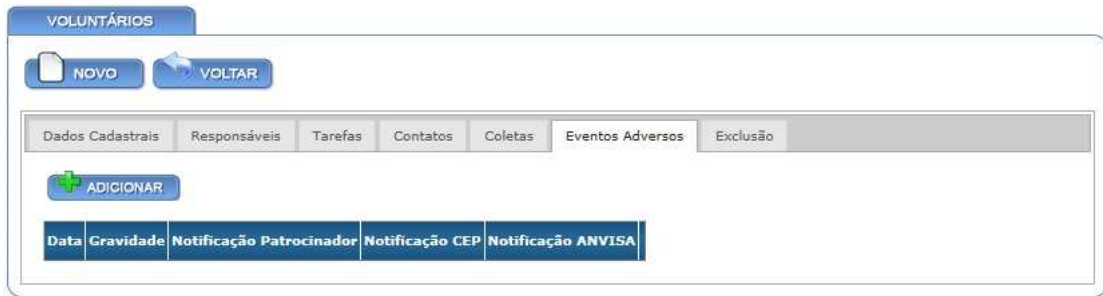 VOLUNTÁRIOS
NOVO VOLTAR
Dados Cadastrais Responsáveis Tarefas Contatos Coletas Eventos Adversos Exclusão
ADICIONAR
Data Gravidade Notificação Patrocinador Notificação CEP Notificação ANVISA